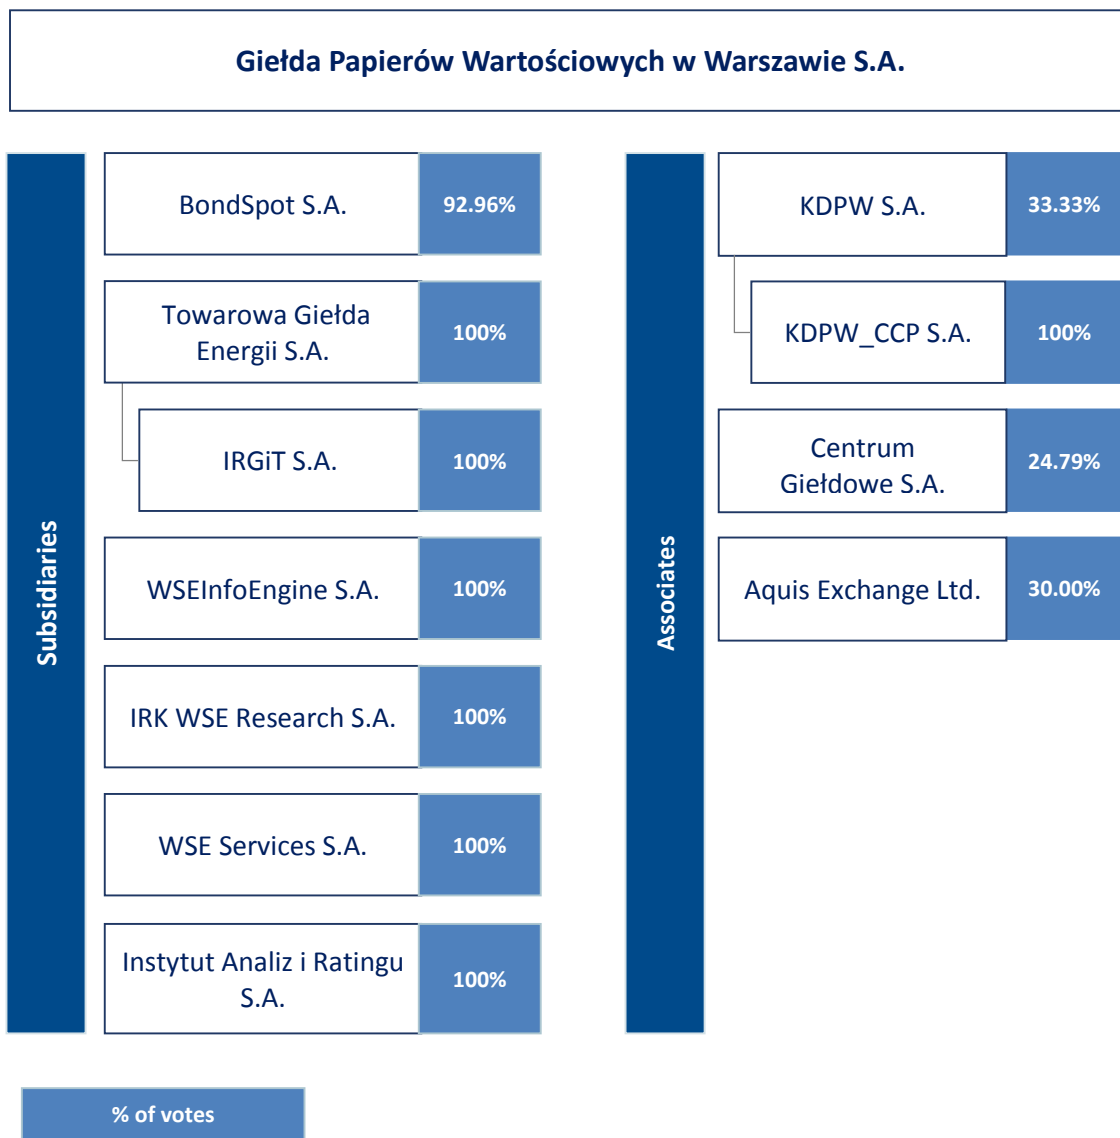 Giełda Papierów Wartościowych w Warszawie S.A.
Subsidiaries
BondSpot S.A.
92.96%
Towarowa Giełda
Energii S.A.
100%
IRGiT S.A.
100%
WSEInfoEngine S.A.
100%
IRK WSE Research S.A.
100%
WSE Services S.A.
100%
Instytut Analiz i Ratingu
S.A.
100%
Associates
KDPW S.A.
33.33%
KDPW_CCP S.A.
100%
Centrum
Giełdowe S.A.
24.79%
Aquis Exchange Ltd.
30.00%
% of votes